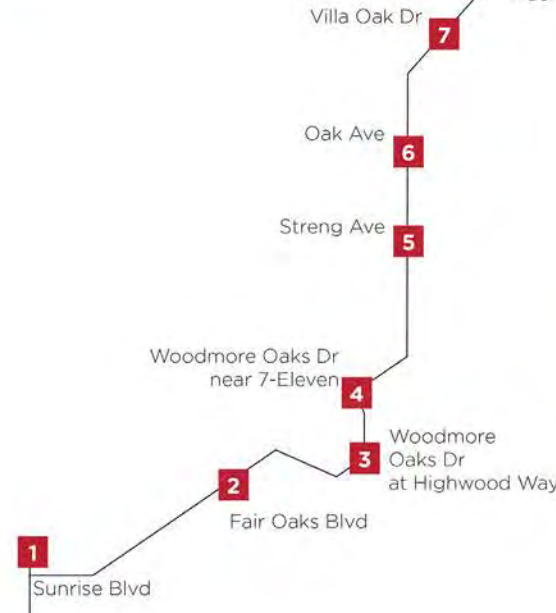 Villa Oak Dr
7
Oak Ave
6
Streng Ave
5
Woodmore Oaks Dr
near 7-Eleven
4
Woodmore
Oaks Dr
at Highwood Way
3
2
Fair Oaks Blvd
1
Sunrise Blvd